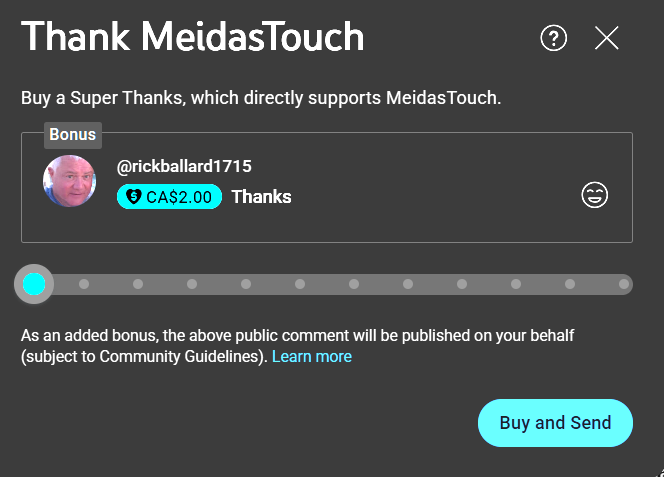 Thank MeidasTouch
Buy a Super Thanks, which directly supports MeidasTouch.
Bonus
@rickballard1715
CA$2.00 Thanks
As an added bonus, the above public comment will be published on your behalf
(subject to Community Guidelines). Learn more
Buy and Send